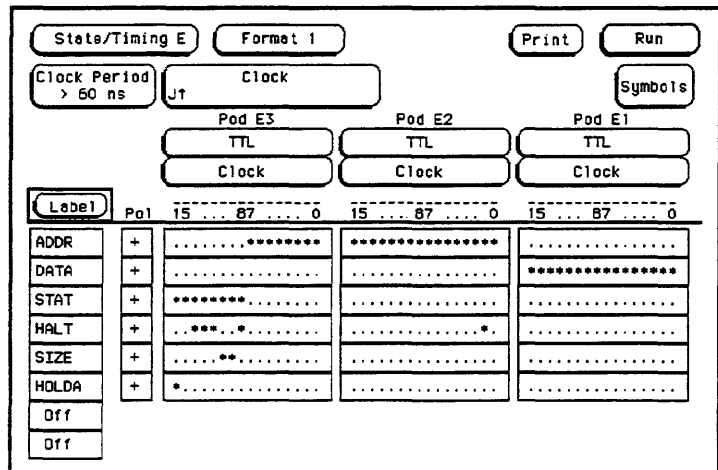 State/Timing E Format 1 Print Run
Clock Period > 60 ns Clock J↑ Symbols
Pod E3 Pod E2 Pod E1
TTL TTL TTL
Clock Clock Clock
Label Pol 15 ... 87 .... 0 15 ... 87 .... 0 15 ... 87 .... 0
ADDR + ........******** **************** ................
DATA + ................ ................ ****************
STAT + ********........ ................ ................
HALT + ..***..*........ ..............*. ................
SIZE + .....**......... ................ ................
HOLDA + *............... ................ ................
Off
Off